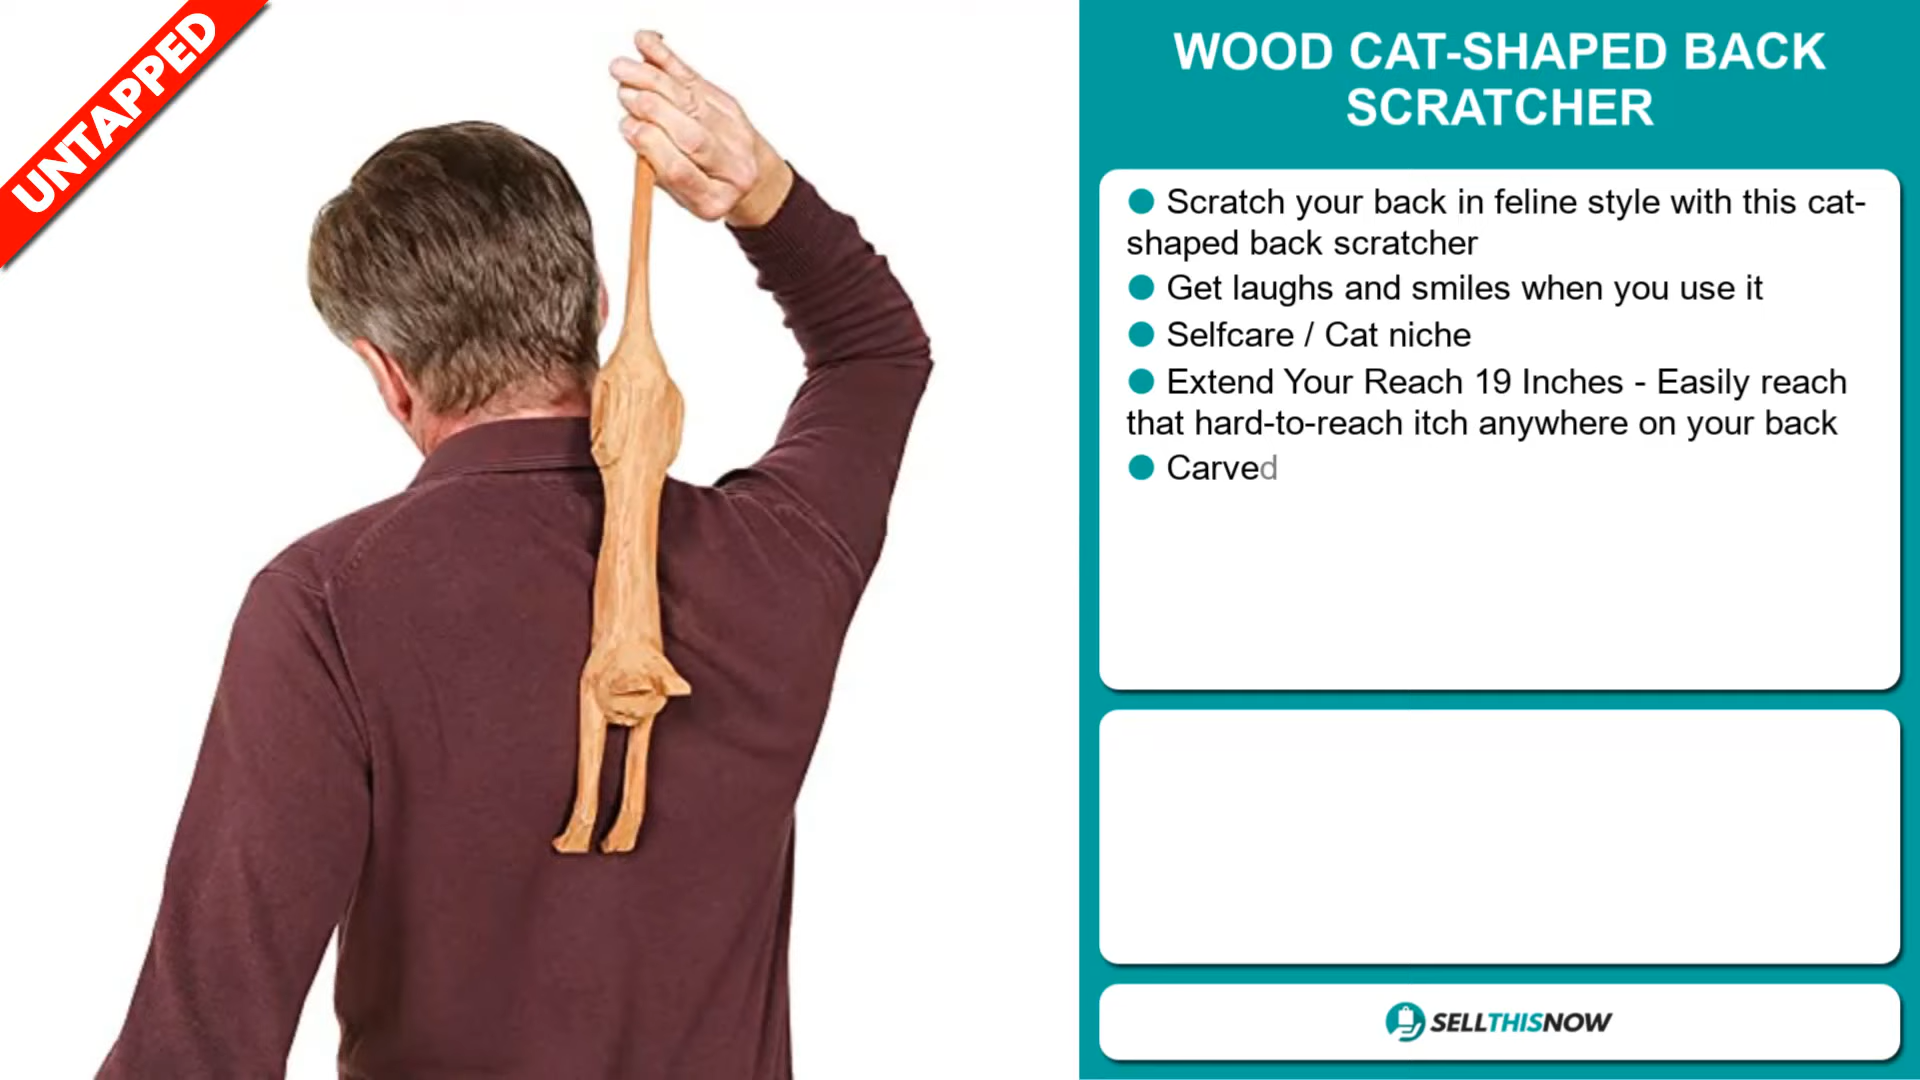 UNTAPPED
WOOD CAT-SHAPED BACK
SCRATCHER
● Scratch your back in feline style with this cat-
shaped back scratcher
● Get laughs and smiles when you use it
● Selfcare / Cat niche
● Extend Your Reach 19 Inches - Easily reach
that hard-to-reach itch anywhere on your back
● Carved
SELLTHISNOW